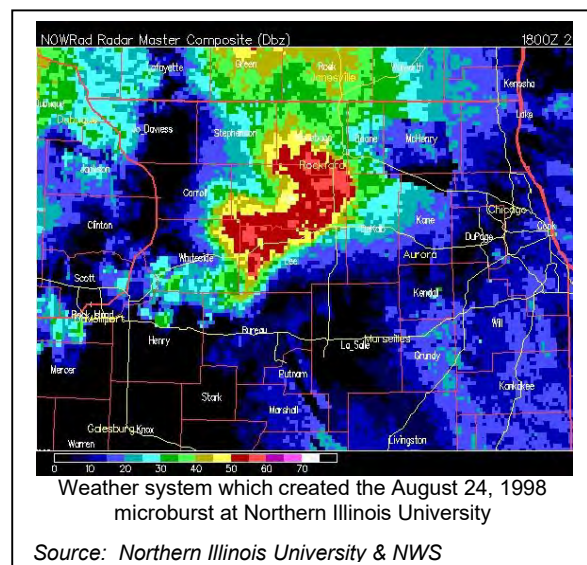 NOWRad Radar Master Composite (Dbz) 1800Z 2
Lafayette Green Rock Walworth Kenosha
Janesville
Lake
Jo Daviess Stephenson Boone McHenry
Jackson Rockford
Carroll
Clinton Kane Chicago Cook
DuPage
Whiteside Lee Aurora
Scott
Kendall
Rock Island
Will
Henry Bureau La Salle Marseilles
Grundy
Mercer Putnam
Stark Kankakee
Marshall
Galesburg Knox
Warren Livingston
0 10 20 30 40 50 60 70
Weather system which created the August 24, 1998
microburst at Northern Illinois University
Source: Northern Illinois University & NWS